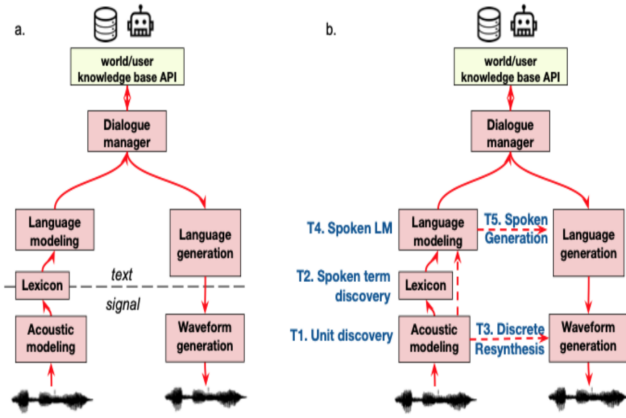 a.
world/user
knowledge base API
Dialogue
manager
Language
modeling
Language
generation
text
Lexicon
signal
Acoustic
modeling
Waveform
generation
b.
world/user
knowledge base API
Dialogue
manager
T4. Spoken LM
Language
modeling
T5. Spoken
Generation
Language
generation
T2. Spoken term
discovery
Lexicon
T1. Unit discovery
Acoustic
modeling
T3. Discrete
Resynthesis
Waveform
generation